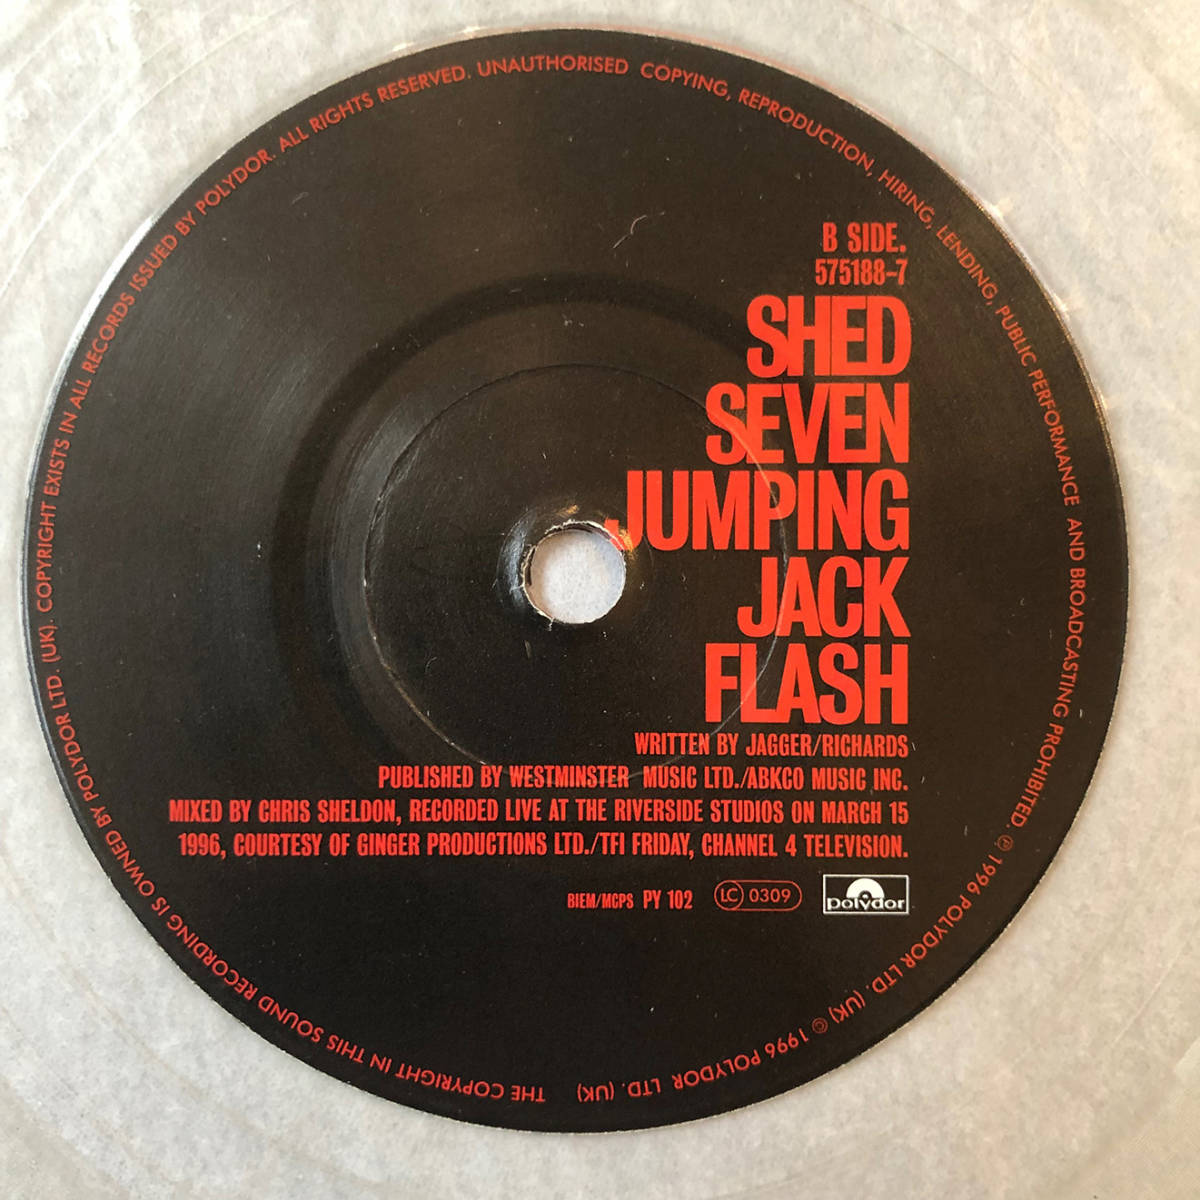 B SIDE.
575188-7
SHED
SEVEN
JUMPING
JACK
FLASH
WRITTEN BY JAGGER/RICHARDS
PUBLISHED BY WESTMINSTER MUSIC LTD./ABKCO MUSIC INC.
MIXED BY CHRIS SHELDON, RECORDED LIVE AT THE RIVERSIDE STUDIOS ON MARCH 15
1996, COURTESY OF GINGER PRODUCTIONS LTD./TFI FRIDAY, CHANNEL 4 TELEVISION.
BIEM/MCPS PY 102 LC 0309 polydor
THE COPYRIGHT IN THIS SOUND RECORDING IS OWNED BY POLYDOR LTD. (UK). COPYRIGHT EXISTS IN ALL RECORDS ISSUED BY POLYDOR. ALL RIGHTS RESERVED. UNAUTHORISED COPYING, REPRODUCTION, HIRING, LENDING, PUBLIC PERFORMANCE AND BROADCASTING PROHIBITED. ℗ 1996 POLYDOR LTD. (UK) © 1996 POLYDOR LTD. (UK)